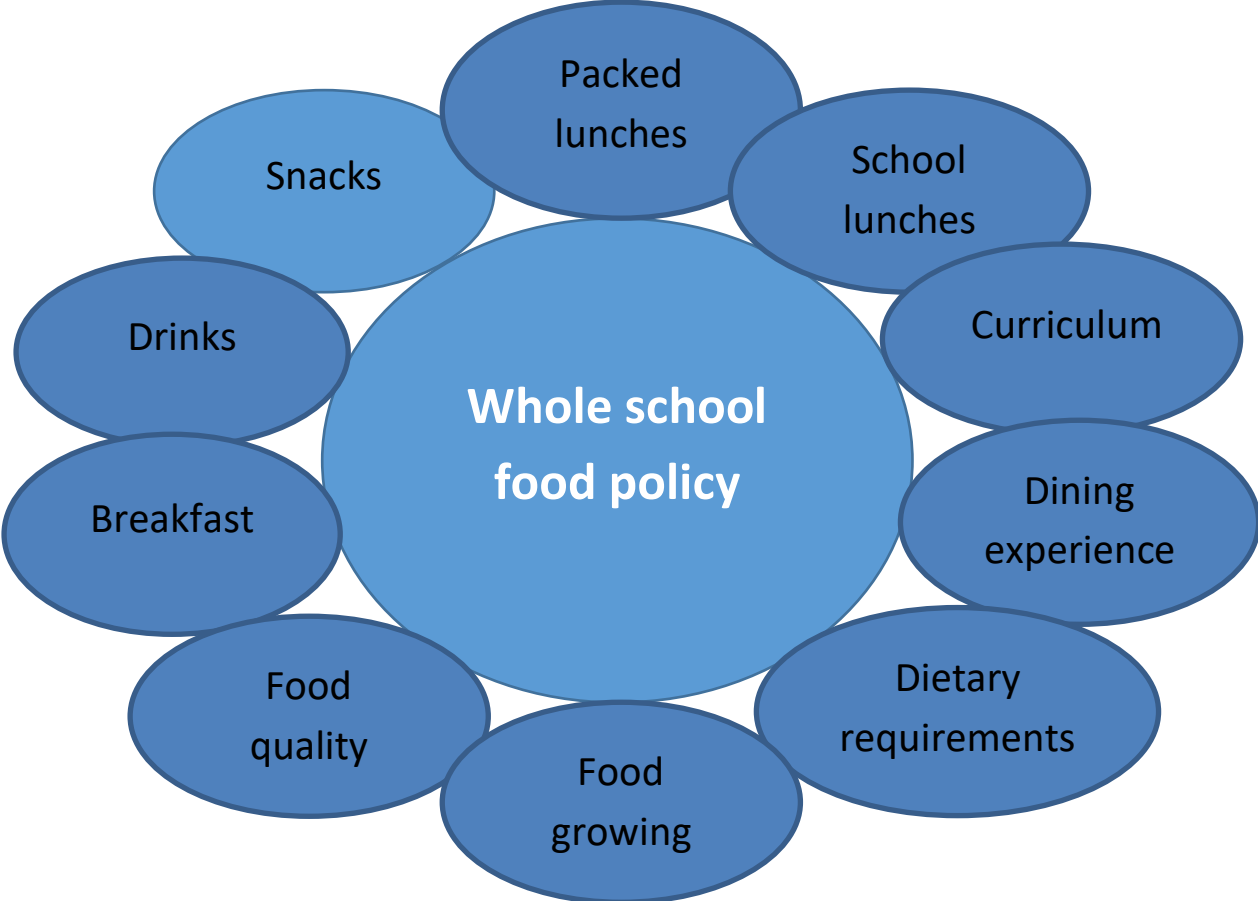 Packed
lunches
School
lunches
Snacks
Curriculum
Drinks
Whole school
food policy
Dining
experience
Breakfast
Dietary
requirements
Food
quality
Food
growing